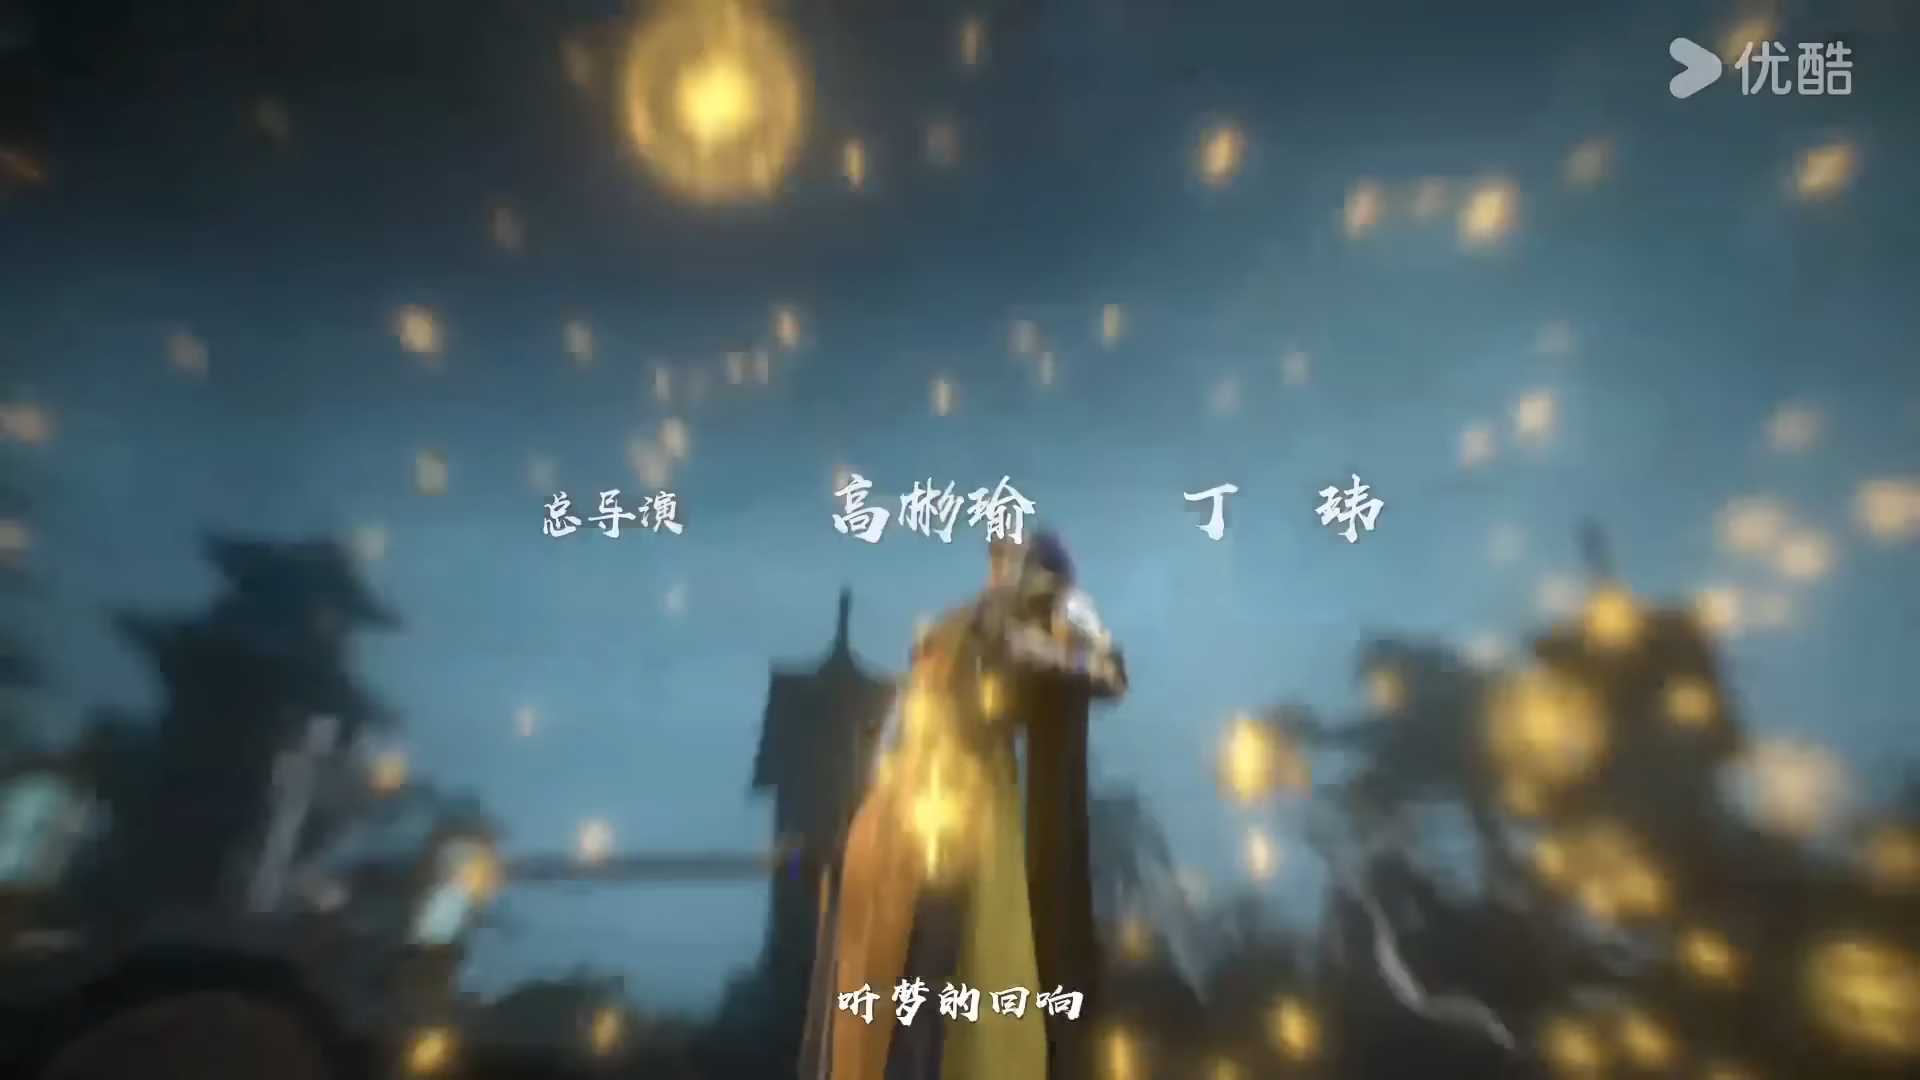 优酷
总导演 高彬瑜 丁玮
听梦的回响